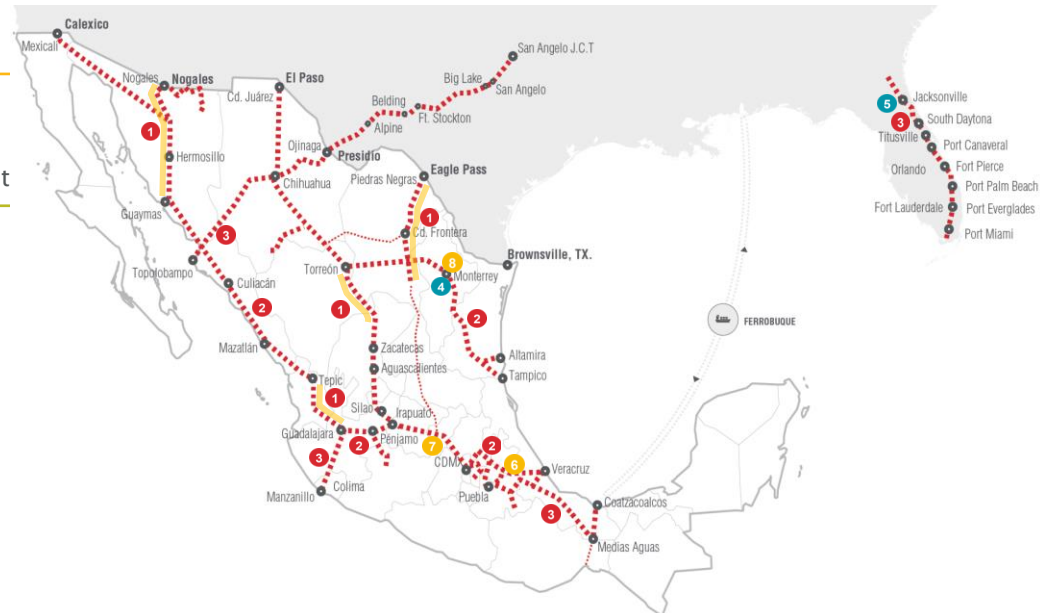 Calexico
Mexicali
Nogales
Nogales
El Paso
Cd. Juárez
San Angelo J.C.T
Big Lake
San Angelo
Belding
Ft. Stockton
Alpine
Ojinaga
Presidio
1
Hermosillo
t
Chihuahua
Piedras Negras
Eagle Pass
Guaymas
1
3
Cd. Frontera
Topolobampo
Torreón
8
Monterrey
4
Brownsville, TX.
Culiacán
2
1
2
Mazatlán
Zacatecas
Aguascalientes
Altamira
Tampico
Tepic
1
Silao
Irapuato
Guadalajara
2
Pénjamo
7
2
3
CDMX
6
Veracruz
Colima
Manzanillo
Puebla
3
Coatzacoalcos
Medias Aguas
FERROBUQUE
5
Jacksonville
3
South Daytona
Titusville
Port Canaveral
Orlando
Fort Pierce
Port Palm Beach
Fort Lauderdale
Port Everglades
Port Miami